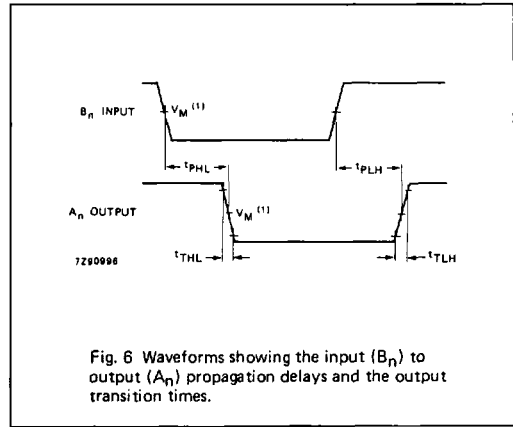 Bn INPUT
VM (1)
tPHL
tPLH
An OUTPUT
VM (1)
7Z90996
tTHL
tTLH
Fig. 6 Waveforms showing the input (Bn) to
output (An) propagation delays and the output
transition times.